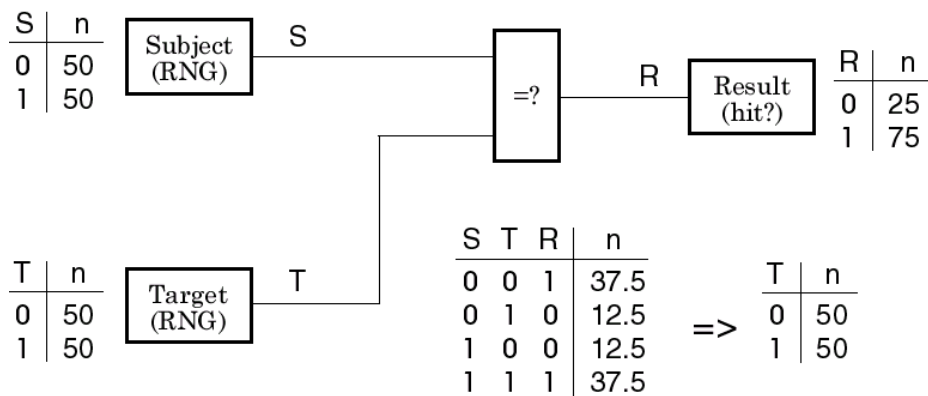 S n
0 50
1 50
Subject
(RNG)
S
=?
R
Result
(hit?)
R n
0 25
1 75
T n
0 50
1 50
Target
(RNG)
T
S T R n
0 0 1 37.5
0 1 0 12.5
1 0 0 12.5
1 1 1 37.5
=>
T n
0 50
1 50